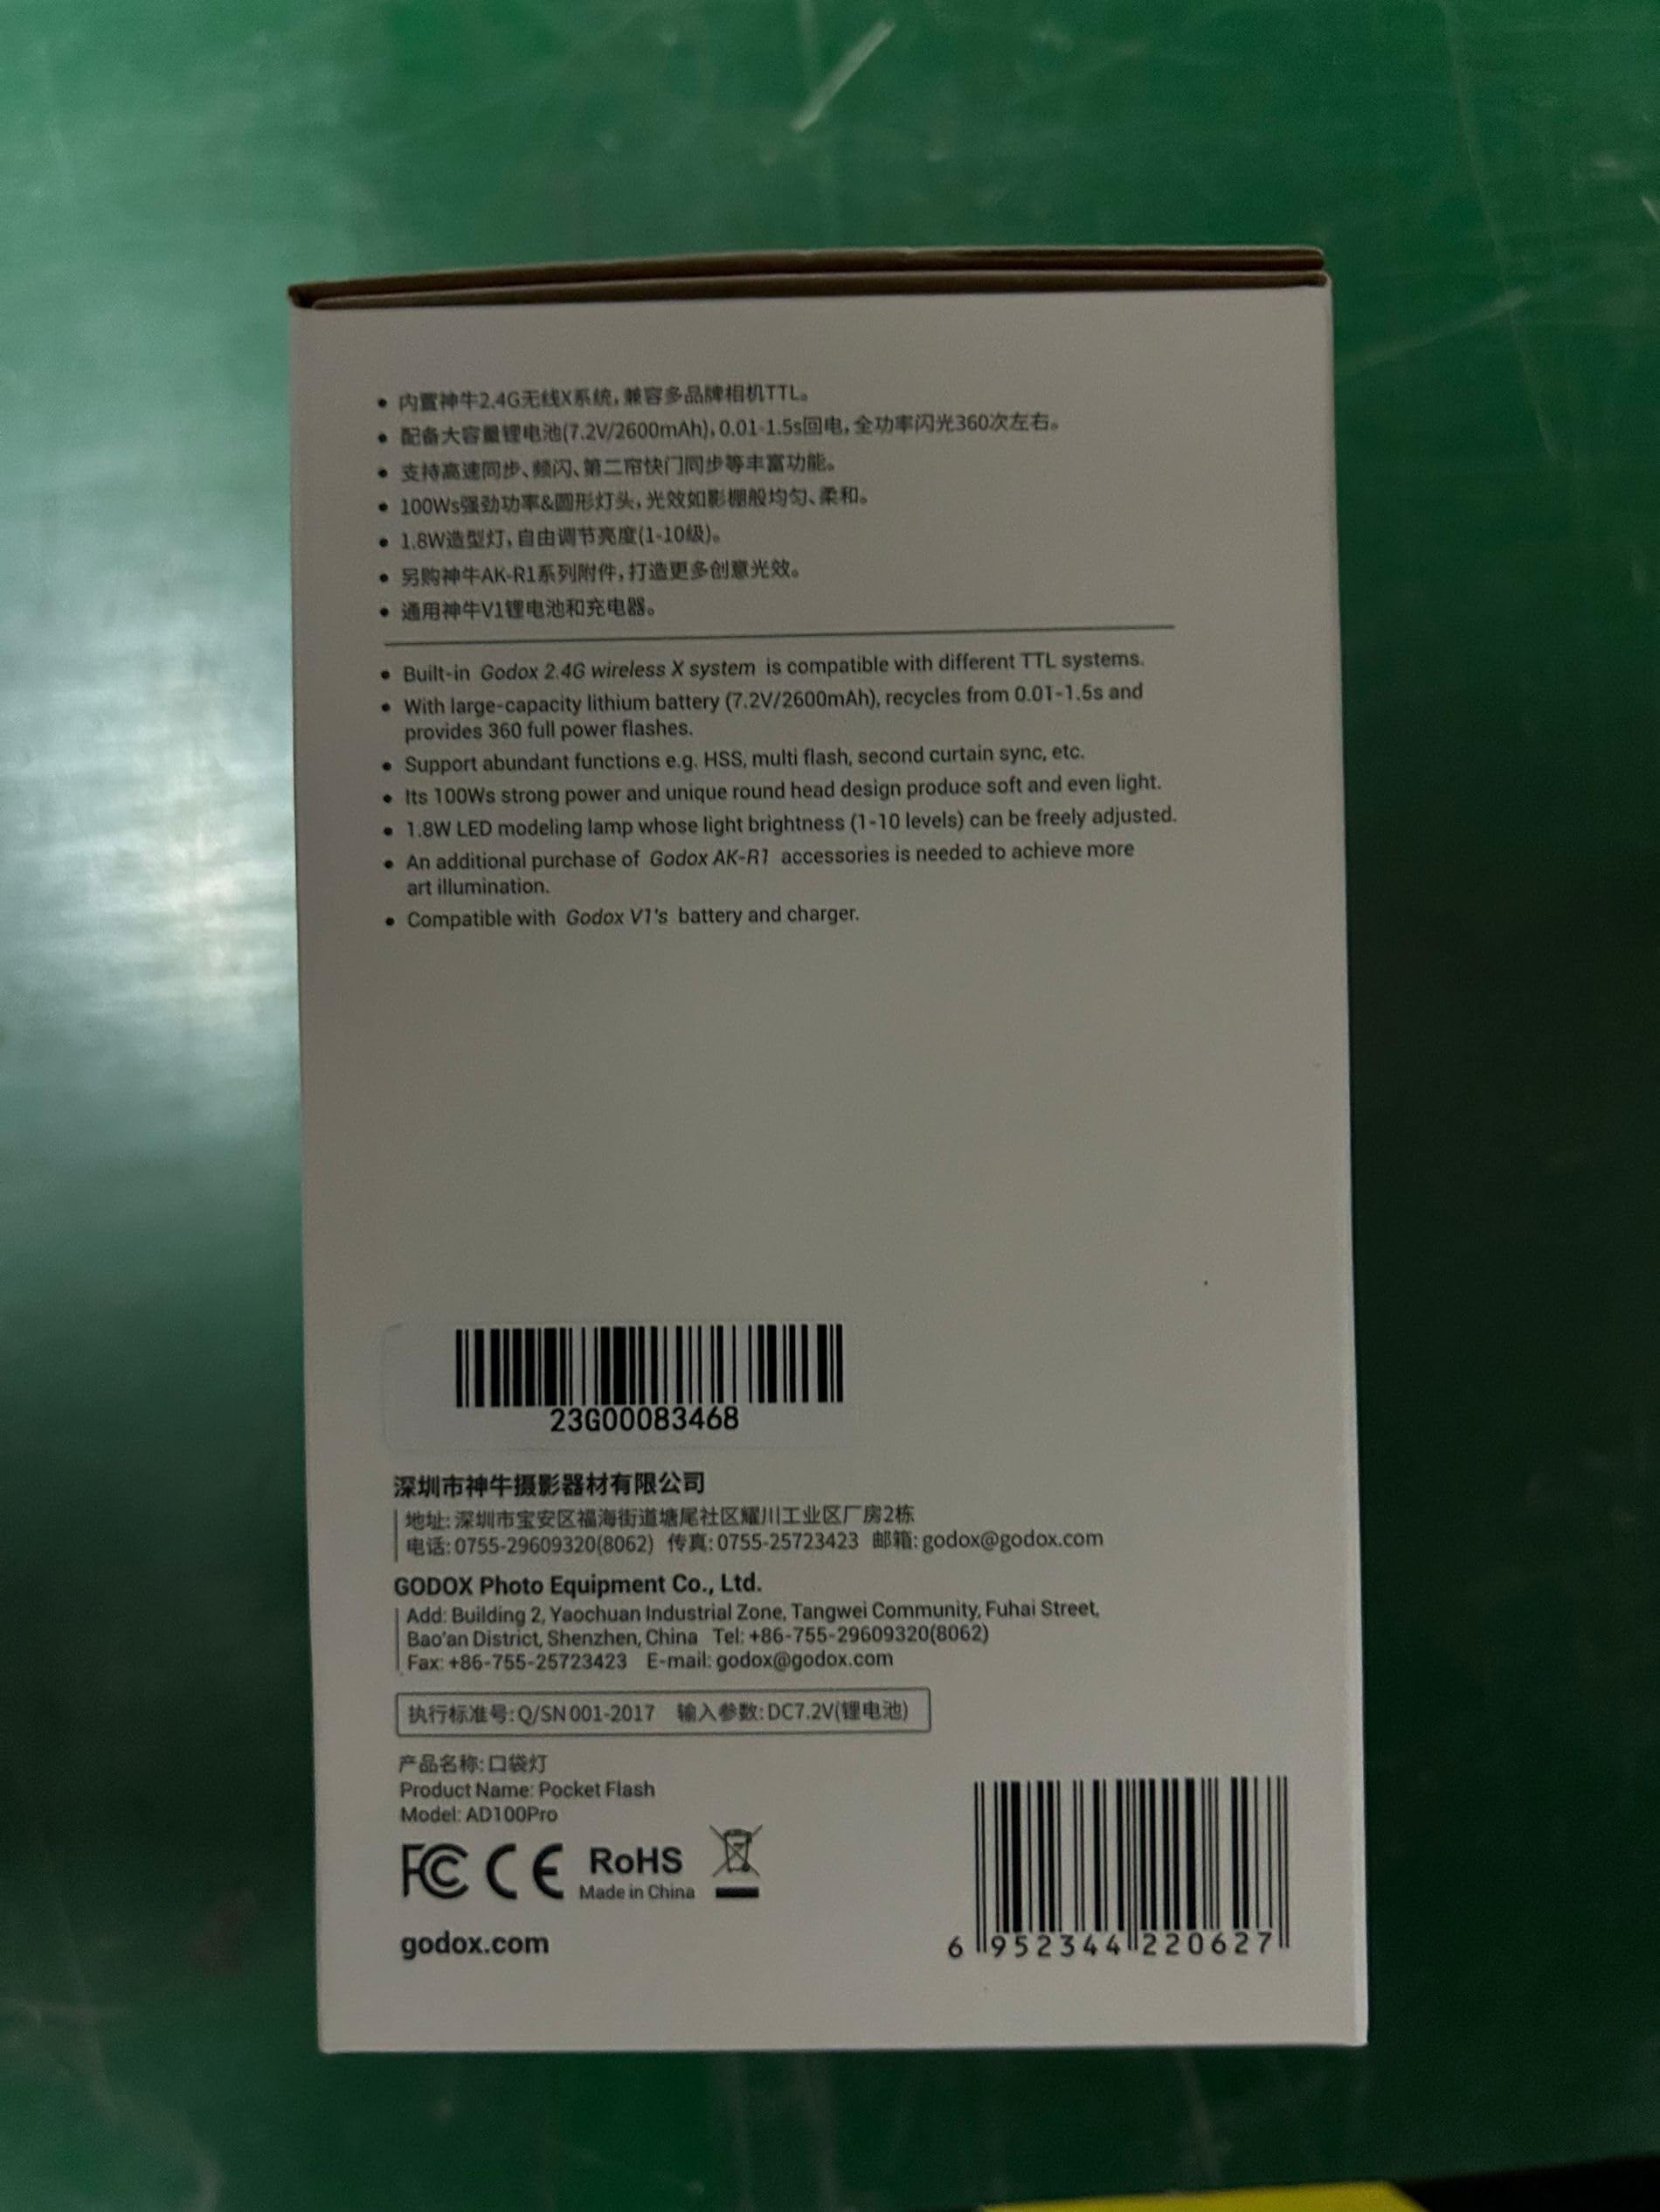 • 内置神牛2.4G无线X系统，兼容多品牌相机TTL。
• 配备大容量锂电池(7.2V/2600mAh)，0.01-1.5s回电，全功率闪光360次左右。
• 支持高速同步、频闪、第二帘快门同步等丰富功能。
• 100Ws强劲功率&圆形灯头，光效如影棚般均匀、柔和。
• 1.8W造型灯，自由调节亮度(1-10级)。
• 另购神牛AK-R1系列附件，打造更多创意光效。
• 通用神牛V1锂电池和充电器。
• Built-in Godox 2.4G wireless X system is compatible with different TTL systems.
• With large-capacity lithium battery (7.2V/2600mAh), recycles from 0.01-1.5s and
provides 360 full power flashes.
• Support abundant functions e.g. HSS, multi flash, second curtain sync, etc.
• Its 100Ws strong power and unique round head design produce soft and even light.
• 1.8W LED modeling lamp whose light brightness (1-10 levels) can be freely adjusted.
• An additional purchase of Godox AK-R1 accessories is needed to achieve more
art illumination.
• Compatible with Godox V1's battery and charger.
23G00083468
深圳市神牛摄影器材有限公司
地址：深圳市宝安区福海街道塘尾社区耀川工业区厂房2栋
电话：0755-29609320(8062) 传真：0755-25723423 邮箱：godox@godox.com
GODOX Photo Equipment Co., Ltd.
Add: Building 2, Yaochuan Industrial Zone, Tangwei Community, Fuhai Street,
Bao'an District, Shenzhen, China Tel: +86-755-29609320(8062)
Fax: +86-755-25723423 E-mail: godox@godox.com
执行标准号：Q/SN 001-2017 输入参数：DC7.2V(锂电池)
产品名称：口袋灯
Product Name: Pocket Flash
Model: AD100Pro
FC CE RoHS
Made in China
godox.com
6 952344 220627